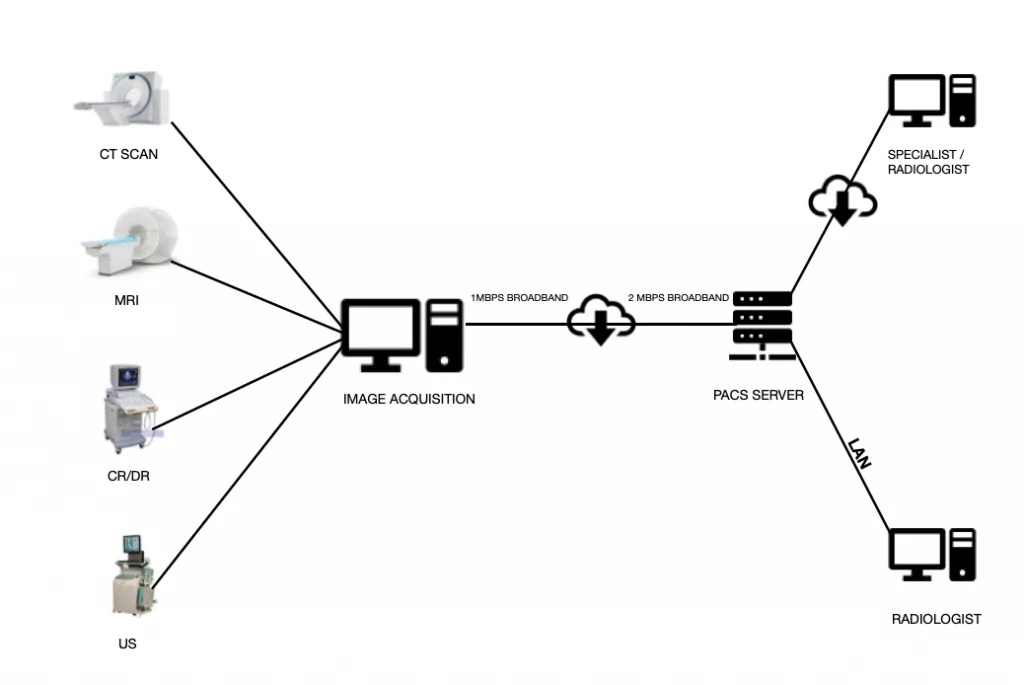 CT SCAN
MRI
CR/DR
US
IMAGE ACQUISITION
1MBPS BROADBAND
2 MBPS BROADBAND
PACS SERVER
SPECIALIST /
RADIOLOGIST
LAN
RADIOLOGIST